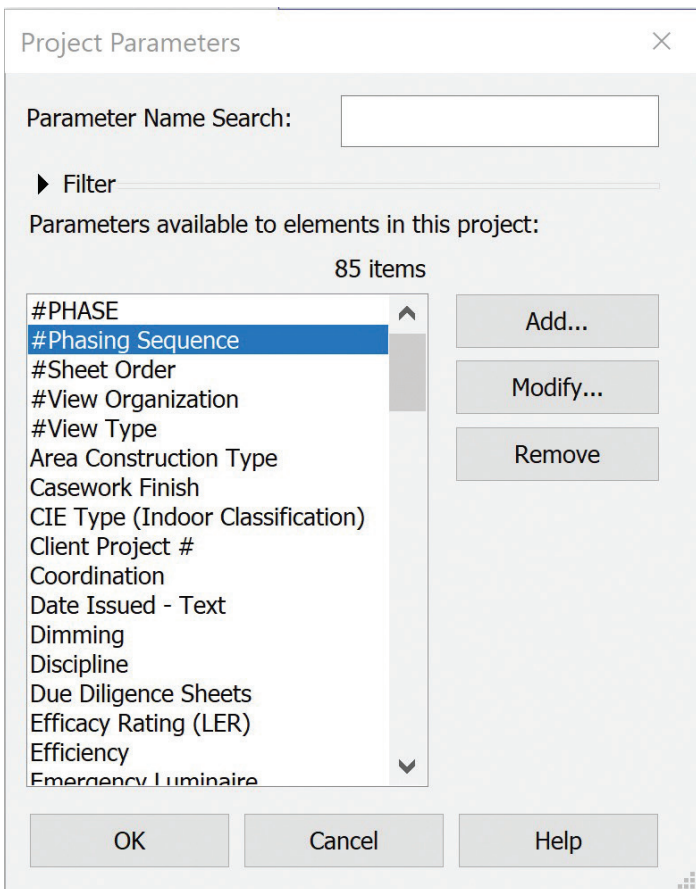 Project Parameters
Parameter Name Search:
Filter
Parameters available to elements in this project:
85 items
#PHASE
#Phasing Sequence
#Sheet Order
#View Organization
#View Type
Area Construction Type
Casework Finish
CIE Type (Indoor Classification)
Client Project #
Coordination
Date Issued - Text
Dimming
Discipline
Due Diligence Sheets
Efficacy Rating (LER)
Efficiency
Emergency Luminaire
Add...
Modify...
Remove
OK
Cancel
Help